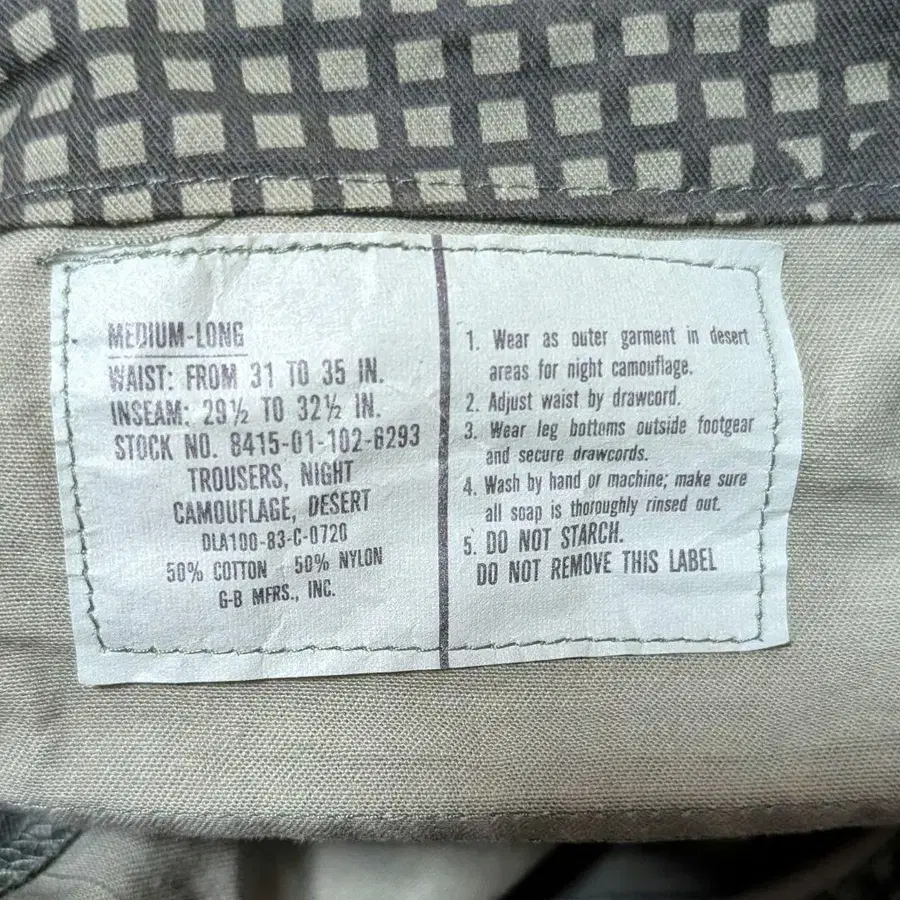 MEDIUM-LONG
WAIST: FROM 31 TO 35 IN.
INSEAM: 29½ TO 32½ IN.
STOCK NO. 8415-01-102-6293
TROUSERS, NIGHT
CAMOUFLAGE, DESERT
DLA100-83-C-0720
50% COTTON 50% NYLON
G-B MFRS., INC.
1. Wear as outer garment in desert
areas for night camouflage.
2. Adjust waist by drawcord.
3. Wear leg bottoms outside footgear
and secure drawcords.
4. Wash by hand or machine; make sure
all soap is thoroughly rinsed out.
5. DO NOT STARCH.
DO NOT REMOVE THIS LABEL